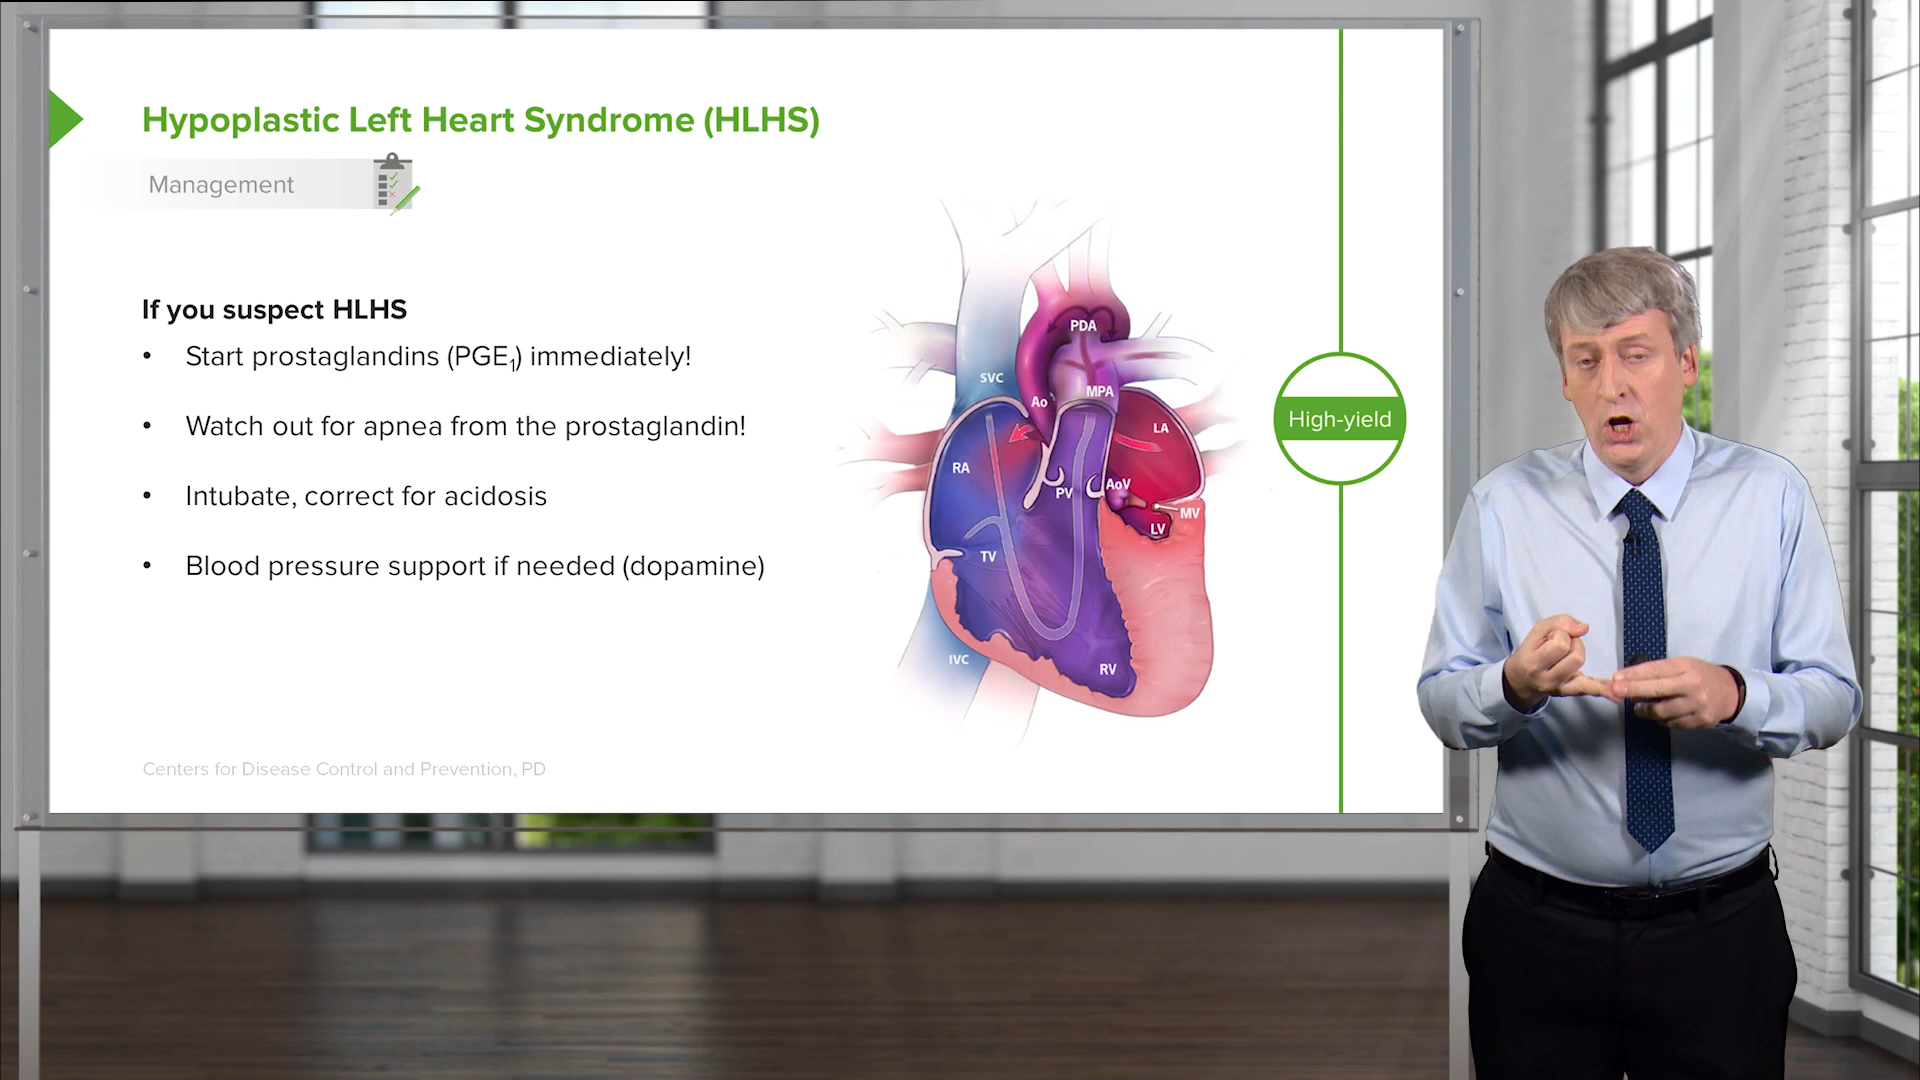 Hypoplastic Left Heart Syndrome (HLHS)
Management
If you suspect HLHS
• Start prostaglandins (PGE₁) immediately!
• Watch out for apnea from the prostaglandin!
• Intubate, correct for acidosis
• Blood pressure support if needed (dopamine)
PDA
SVC
MPA
Ao
LA
RA
AoV
PV
MV
LV
TV
IVC
RV
High-yield
Centers for Disease Control and Prevention, PD